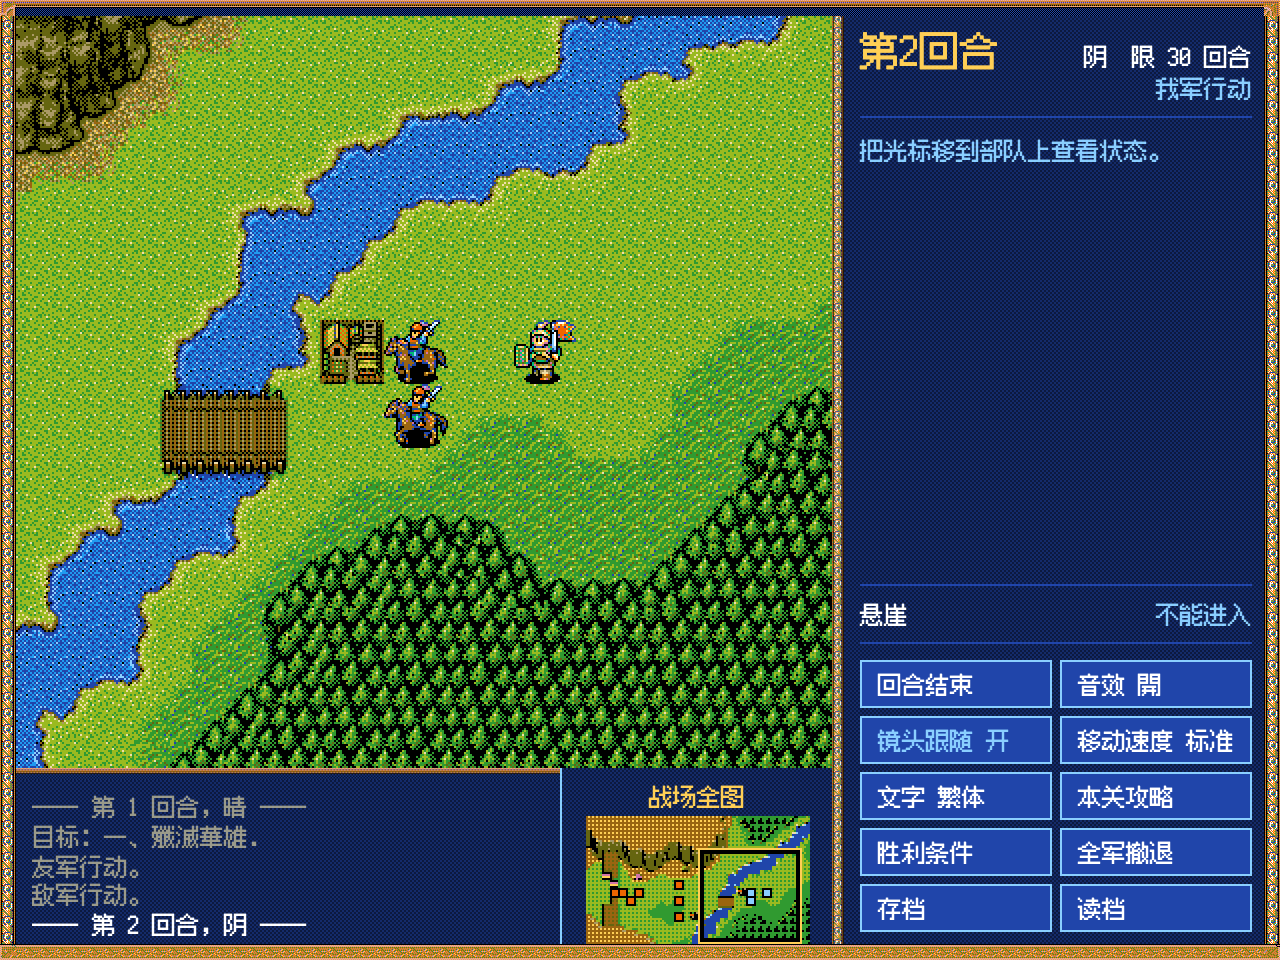 第2回合
阴 限 30 回合
我军行动
把光标移到部队上查看状态。
悬崖 不能进入
回合结束 音效 開
镜头跟随 开 移动速度 标准
文字 繁体 本关攻略
胜利条件 全军撤退
存档 读档
战场全图
—— 第 1 回合，晴 ——
目标：一、殲滅華雄.
友军行动。
敌军行动。
—— 第 2 回合，阴 ——